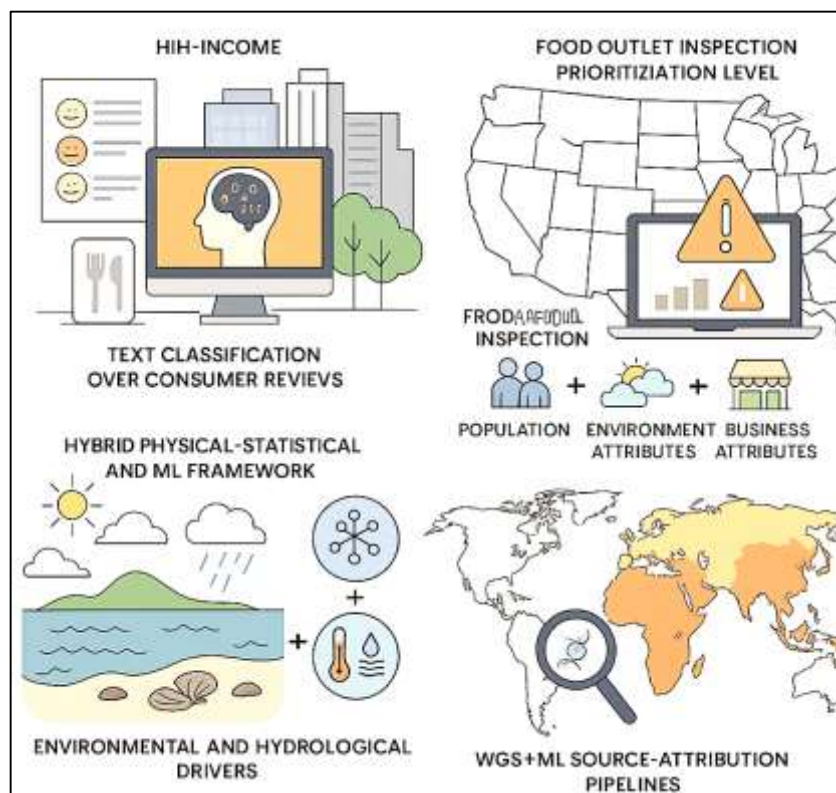 HIH-INCOME
TEXT CLASSIFICATION
OVER CONSUMER REVIEVS
FOOD OUTLET INSPECTION
PRIORITIZIATION LEVEL
INSPECTION
POPULATION
+
ENVIRONMENT
ATTRIBUTES
+
BUSINESS
ATTRIBUTES
HYBRID PHYSICAL-STATISTICAL
AND ML FRAMEWORK
+
+
ENVIRONMENTAL AND HYDROLOGICAL
DRIVERS
WGS+ML SOURCE-ATTRIBUTION
PIPELINES